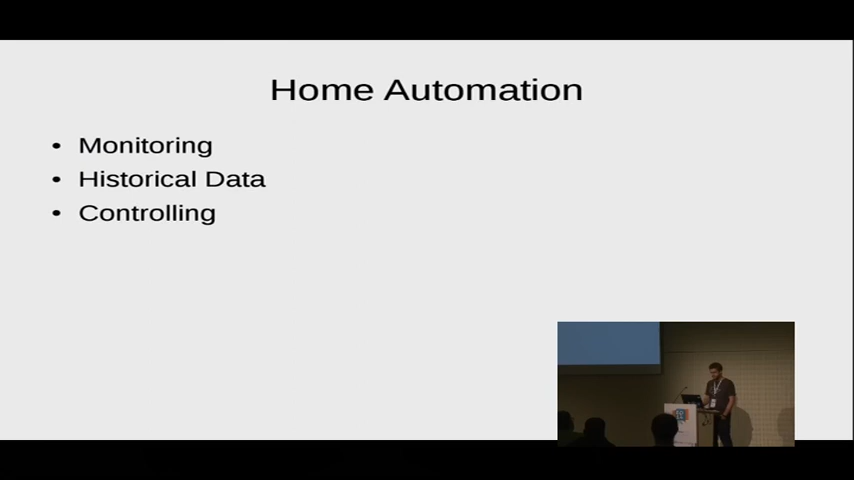 Home Automation
• Monitoring
• Historical Data
• Controlling